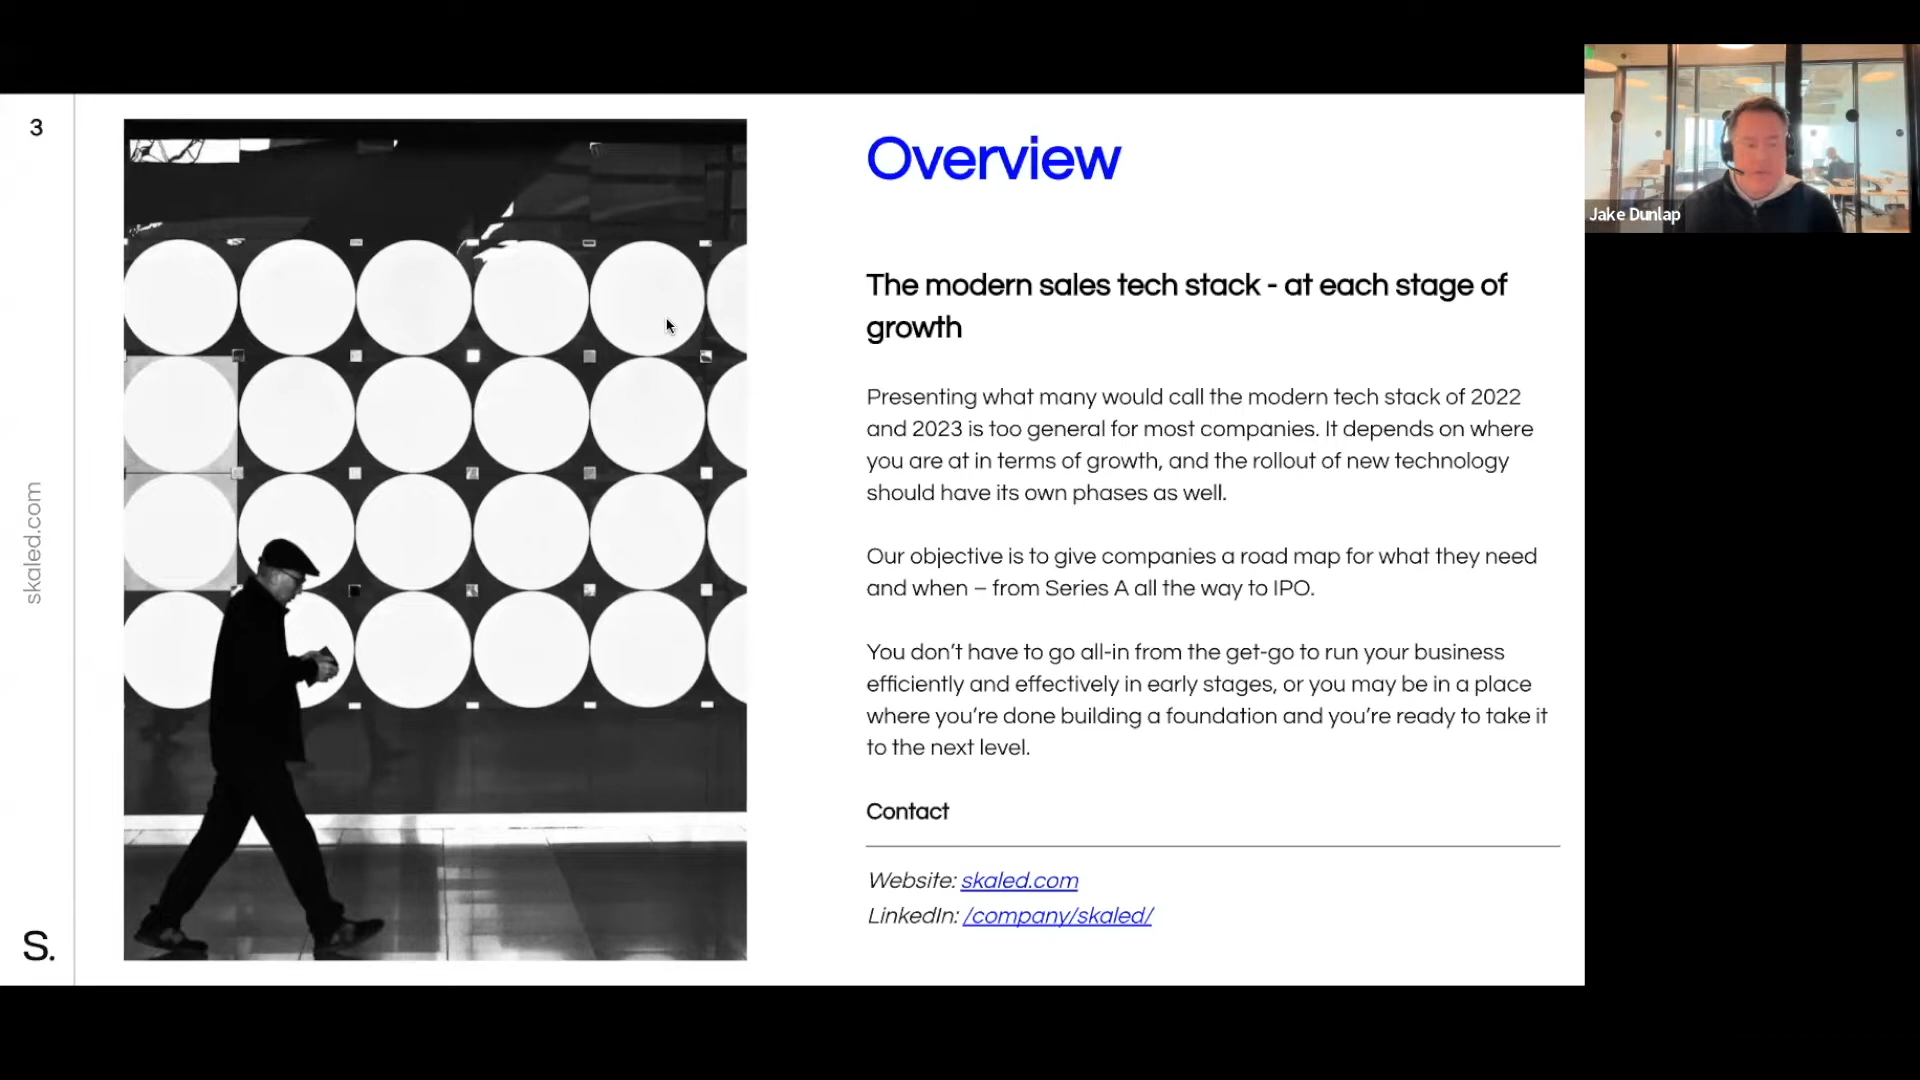 3
skaled.com
S.
Overview
The modern sales tech stack - at each stage of
growth
Presenting what many would call the modern tech stack of 2022
and 2023 is too general for most companies. It depends on where
you are at in terms of growth, and the rollout of new technology
should have its own phases as well.
Our objective is to give companies a road map for what they need
and when – from Series A all the way to IPO.
You don’t have to go all-in from the get-go to run your business
efficiently and effectively in early stages, or you may be in a place
where you’re done building a foundation and you’re ready to take it
to the next level.
Contact
Website: skaled.com
LinkedIn: /company/skaled/
Jake Dunlap